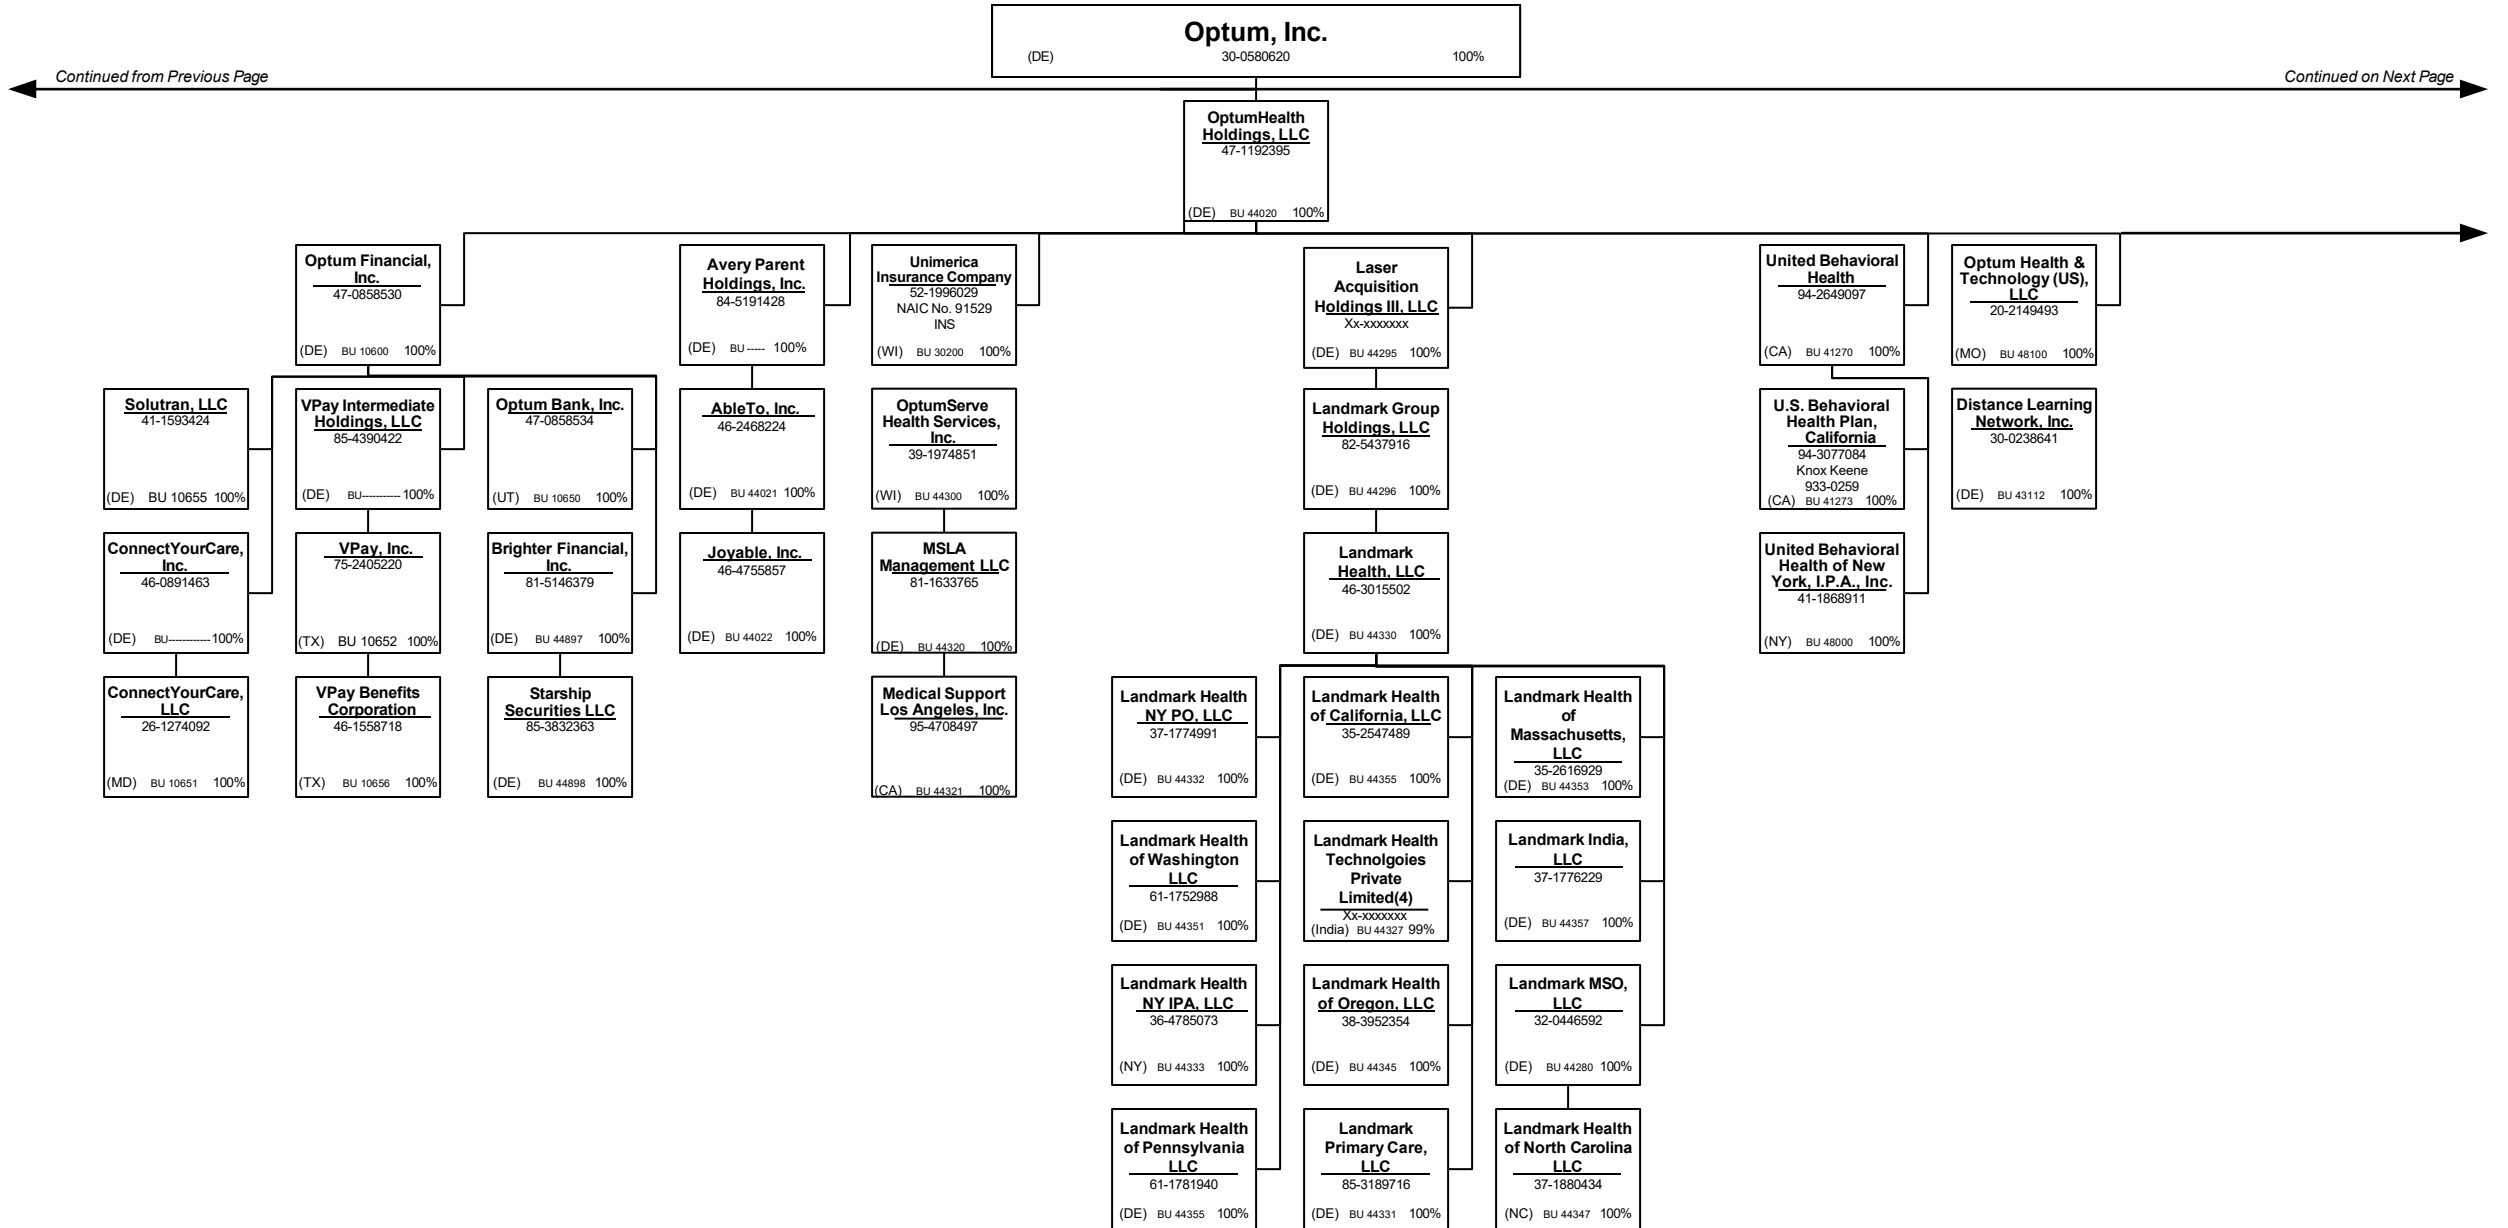 Optum, Inc.
(DE) 30-0580620 100%
Continued from Previous Page
Continued on Next Page
OptumHealth
Holdings, LLC
47-1192395
(DE) BU 44020 100%
Optum Financial,
Inc.
47-0858530
(DE) BU 10600 100%
Avery Parent
Holdings, Inc.
84-5191428
(DE) BU ----- 100%
Unimerica
Insurance Company
52-1996029
NAIC No. 91529
INS
(WI) BU 30200 100%
Laser
Acquisition
Holdings III, LLC
Xx-xxxxxxx
(DE) BU 44295 100%
United Behavioral
Health
94-2649097
(CA) BU 41270 100%
Optum Health &
Technology (US),
LLC
20-2149493
(MO) BU 48100 100%
Solutran, LLC
41-1593424
(DE) BU 10655 100%
VPay Intermediate
Holdings, LLC
85-4390422
(DE) BU----------- 100%
Optum Bank, Inc.
47-0858534
(UT) BU 10650 100%
AbleTo, Inc.
46-2468224
(DE) BU 44021 100%
OptumServe
Health Services,
Inc.
39-1974851
(WI) BU 44300 100%
Landmark Group
Holdings, LLC
82-5437916
(DE) BU 44296 100%
U.S. Behavioral
Health Plan,
California
94-3077084
Knox Keene
933-0259
(CA) BU 41273 100%
Distance Learning
Network, Inc.
30-0238641
(DE) BU 43112 100%
ConnectYourCare,
Inc.
46-0891463
(DE) BU------------ 100%
VPay, Inc.
75-2405220
(TX) BU 10652 100%
Brighter Financial,
Inc.
81-5146379
(DE) BU 44897 100%
Joyable, Inc.
46-4755857
(DE) BU 44022 100%
MSLA
Management LLC
81-1633765
(DE) BU 44320 100%
Landmark
Health, LLC
46-3015502
(DE) BU 44330 100%
United Behavioral
Health of New
York, I.P.A., Inc.
41-1868911
(NY) BU 48000 100%
ConnectYourCare,
LLC
26-1274092
(MD) BU 10651 100%
VPay Benefits
Corporation
46-1558718
(TX) BU 10656 100%
Starship
Securities LLC
85-3832363
(DE) BU 44898 100%
Medical Support
Los Angeles, Inc.
95-4708497
(CA) BU 44321 100%
Landmark Health
NY PO, LLC
37-1774991
(DE) BU 44332 100%
Landmark Health
of California, LLC
35-2547489
(DE) BU 44355 100%
Landmark Health
of
Massachusetts,
LLC
35-2616929
(DE) BU 44353 100%
Landmark Health
of Washington
LLC
61-1752988
(DE) BU 44351 100%
Landmark Health
Technolgoies
Private
Limited(4)
Xx-xxxxxxx
(India) BU 44327 99%
Landmark India,
LLC
37-1776229
(DE) BU 44357 100%
Landmark Health
NY IPA, LLC
36-4785073
(NY) BU 44333 100%
Landmark Health
of Oregon, LLC
38-3952354
(DE) BU 44345 100%
Landmark MSO,
LLC
32-0446592
(DE) BU 44280 100%
Landmark Health
of Pennsylvania
LLC
61-1781940
(DE) BU 44355 100%
Landmark
Primary Care,
LLC
85-3189716
(DE) BU 44331 100%
Landmark Health
of North Carolina
LLC
37-1880434
(NC) BU 44347 100%